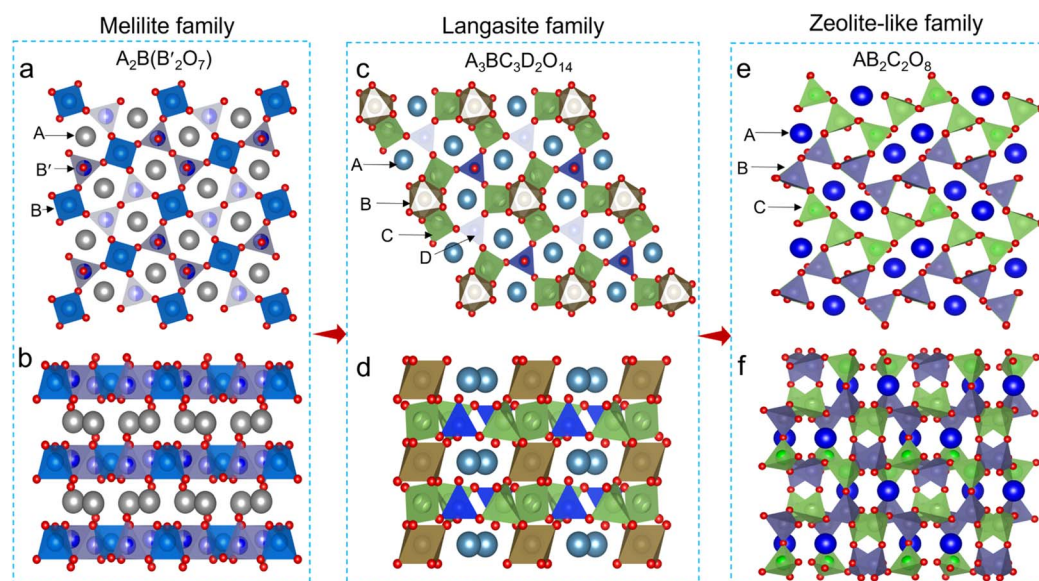 Melilite family
Langasite family
Zeolite-like family
A₂B(B′₂O₇)
A₃BC₃D₂O₁₄
AB₂C₂O₈
a
A
B′
B
b
c
A
B
C
D
d
e
A
B
C
f